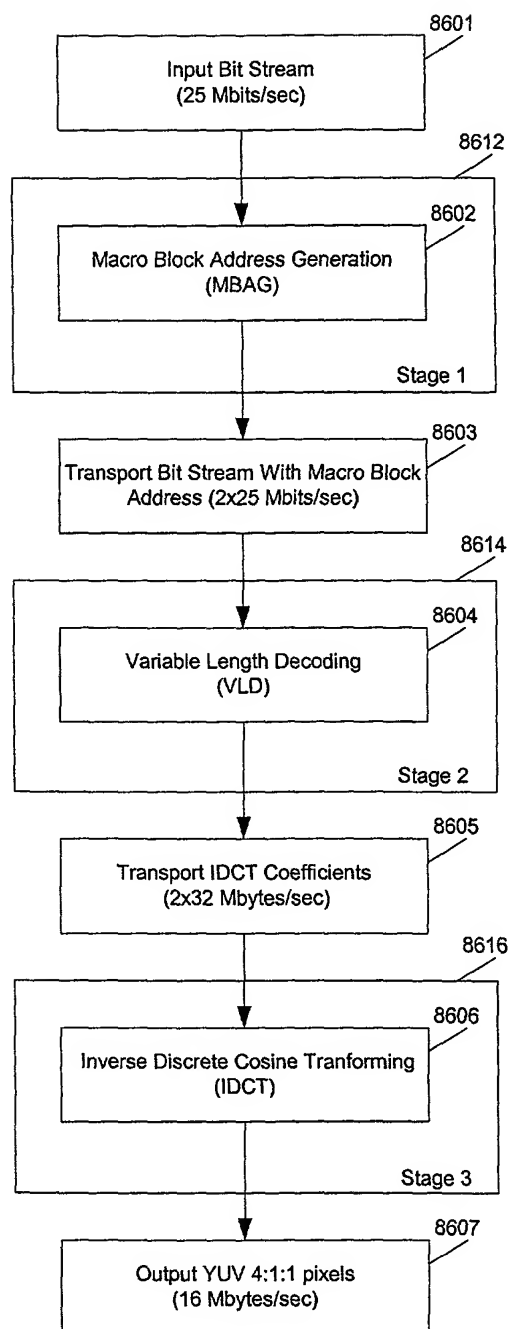 8601
Input Bit Stream
(25 Mbits/sec)
8612
8602
Macro Block Address Generation
(MBAG)
Stage 1
8603
Transport Bit Stream With Macro Block
Address (2x25 Mbits/sec)
8614
8604
Variable Length Decoding
(VLD)
Stage 2
8605
Transport IDCT Coefficients
(2x32 Mbytes/sec)
8616
8606
Inverse Discrete Cosine Tranforming
(IDCT)
Stage 3
8607
Output YUV 4:1:1 pixels
(16 Mbytes/sec)